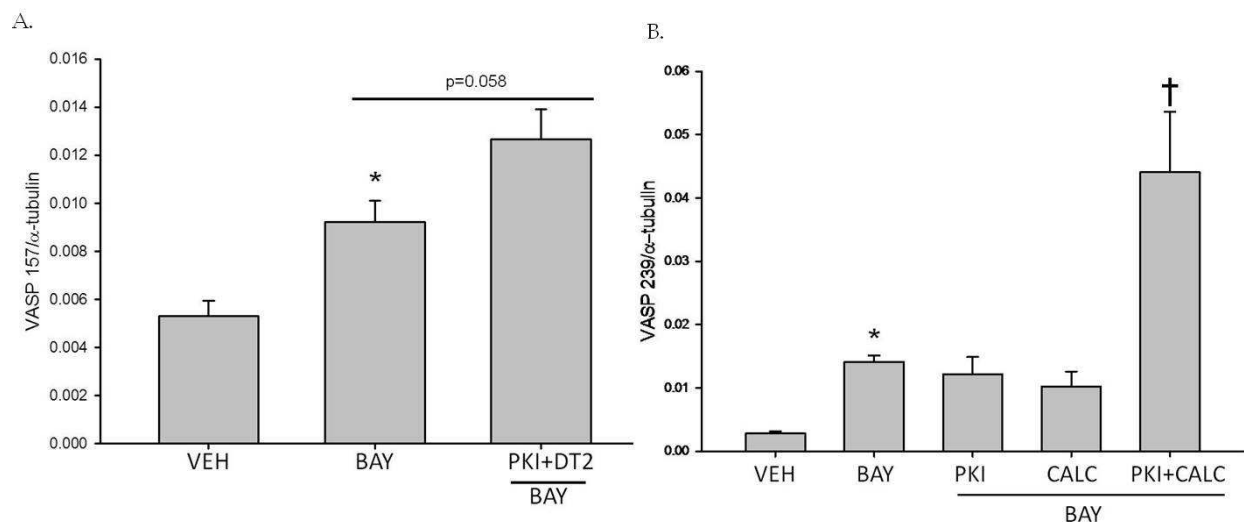 A.
0.016
0.014
0.012
0.010
0.008
0.006
0.004
0.002
0.000
VASP 157/α-tubulin
p=0.058
*
VEH BAY PKI+DT2
BAY
B.
0.06
0.05
0.04
0.03
0.02
0.01
0.00
VASP 239/α-tubulin
*
†
VEH BAY PKI CALC PKI+CALC
BAY